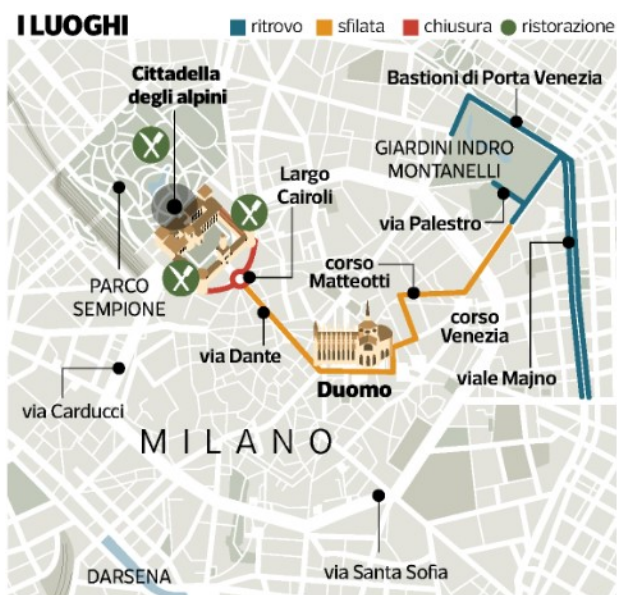 I LUOGHI
ritrovo
sfilata
chiusura
ristorazione
Cittadella
degli alpini
Bastioni di Porta Venezia
GIARDINI INDRO
MONTANELLI
Largo
Cairoli
via Palestro
PARCO
SEMPIONE
corso
Matteotti
corso
Venezia
via Dante
Duomo
viale Majno
via Carducci
MILANO
DARSENA
via Santa Sofia